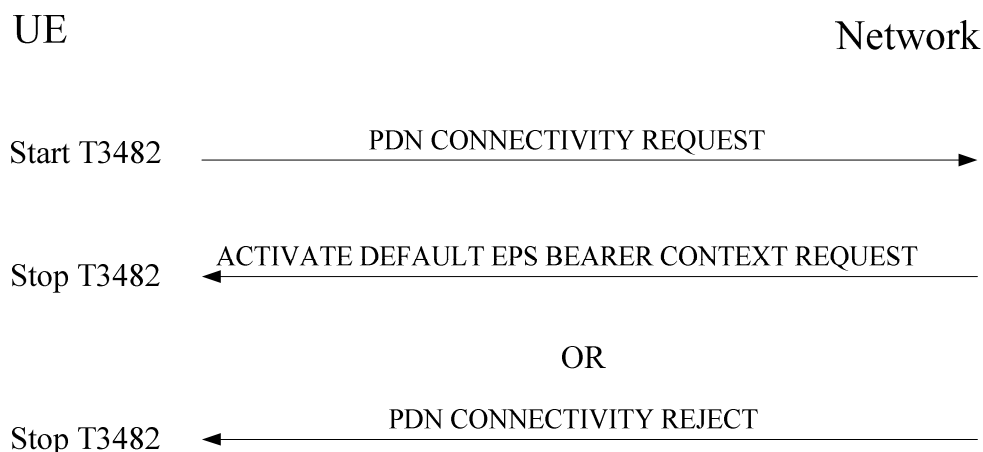 UE
Network
Start T3482
PDN CONNECTIVITY REQUEST
ACTIVATE DEFAULT EPS BEARER CONTEXT REQUEST
Stop T3482
OR
PDN CONNECTIVITY REJECT
Stop T3482